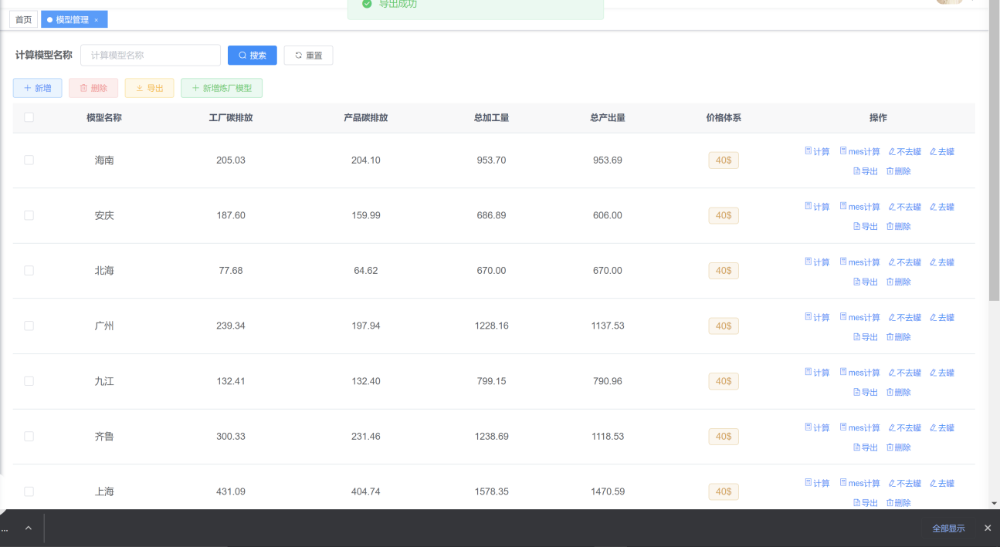 导出成功
首页 模型管理 ×
计算模型名称 计算模型名称 搜索 重置
新增 删除 导出 新增炼厂模型
模型名称 工厂碳排放 产品碳排放 总加工量 总产出量 价格体系 操作
海南 205.03 204.10 953.70 953.69 40$ 计算 mes计算 不去罐 去罐
导出 删除
安庆 187.60 159.99 686.89 606.00 40$ 计算 mes计算 不去罐 去罐
导出 删除
北海 77.68 64.62 670.00 670.00 40$ 计算 mes计算 不去罐 去罐
导出 删除
广州 239.34 197.94 1228.16 1137.53 40$ 计算 mes计算 不去罐 去罐
导出 删除
九江 132.41 132.40 799.15 790.96 40$ 计算 mes计算 不去罐 去罐
导出 删除
齐鲁 300.33 231.46 1238.69 1118.53 40$ 计算 mes计算 不去罐 去罐
导出 删除
上海 431.09 404.74 1578.35 1470.59 40$ 计算 mes计算 不去罐 去罐
导出 删除
... 全部显示